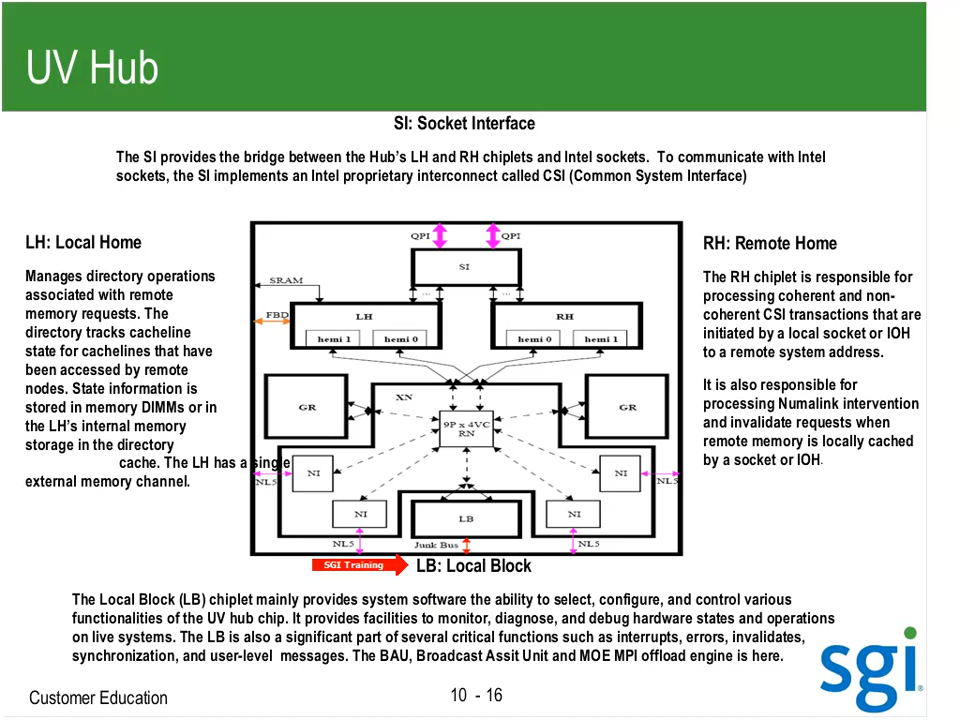 UV Hub
SI: Socket Interface
The SI provides the bridge between the Hub's LH and RH chiplets and Intel sockets. To communicate with Intel
sockets, the SI implements an Intel proprietary interconnect called CSI (Common System Interface)
LH: Local Home
Manages directory operations
associated with remote
memory requests. The
directory tracks cacheline
state for cachelines that have
been accessed by remote
nodes. State information is
stored in memory DIMMs or in
the LH's internal memory
storage in the directory
cache. The LH has a single
external memory channel.
QPI
QPI
SI
SRAM
...
...
FBD
LH
RH
hemi 1
hemi 0
hemi 0
hemi 1
GR
XN
GR
9P x 4VC
RN
NI
NI
NL5
NL5
NI
LB
NI
NL5
Junk Bus
NL5
RH: Remote Home
The RH chiplet is responsible for
processing coherent and non-
coherent CSI transactions that are
initiated by a local socket or IOH
to a remote system address.
It is also responsible for
processing Numalink intervention
and invalidate requests when
remote memory is locally cached
by a socket or IOH.
SGI Training
LB: Local Block
The Local Block (LB) chiplet mainly provides system software the ability to select, configure, and control various
functionalities of the UV hub chip. It provides facilities to monitor, diagnose, and debug hardware states and operations
on live systems. The LB is also a significant part of several critical functions such as interrupts, errors, invalidates,
synchronization, and user-level messages. The BAU, Broadcast Assit Unit and MOE MPI offload engine is here.
sgi®
Customer Education
10 - 16